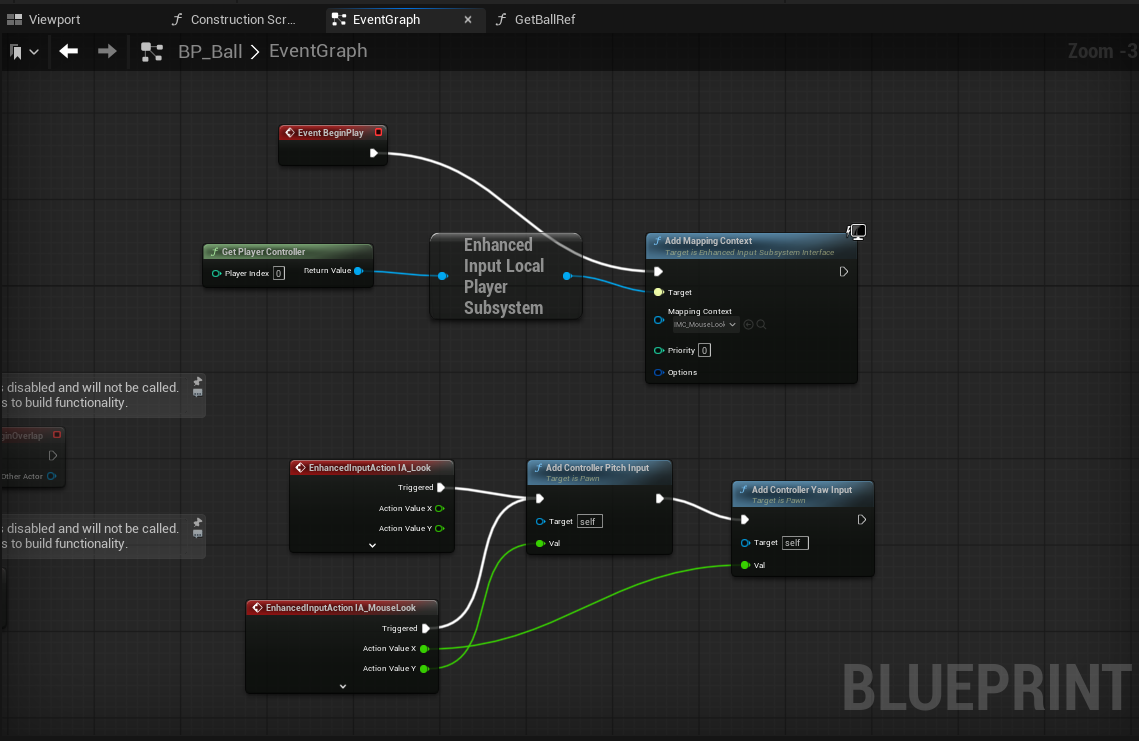 Viewport
Construction Scr...
EventGraph
GetBallRef
BP_Ball > EventGraph
Zoom -3
Event BeginPlay
Get Player Controller
Player Index 0
Return Value
Enhanced
Input Local
Player
Subsystem
Add Mapping Context
Target is Enhanced Input Subsystem Interface
Target
Mapping Context
IMC_MouseLook
Priority 0
Options
s disabled and will not be called.
s to build functionality.
ginOverlap
Other Actor
s disabled and will not be called.
s to build functionality.
EnhancedInputAction IA_Look
Triggered
Action Value X
Action Value Y
Add Controller Pitch Input
Target is Pawn
Target self
Val
Add Controller Yaw Input
Target is Pawn
Target self
Val
EnhancedInputAction IA_MouseLook
Triggered
Action Value X
Action Value Y
BLUEPRINT